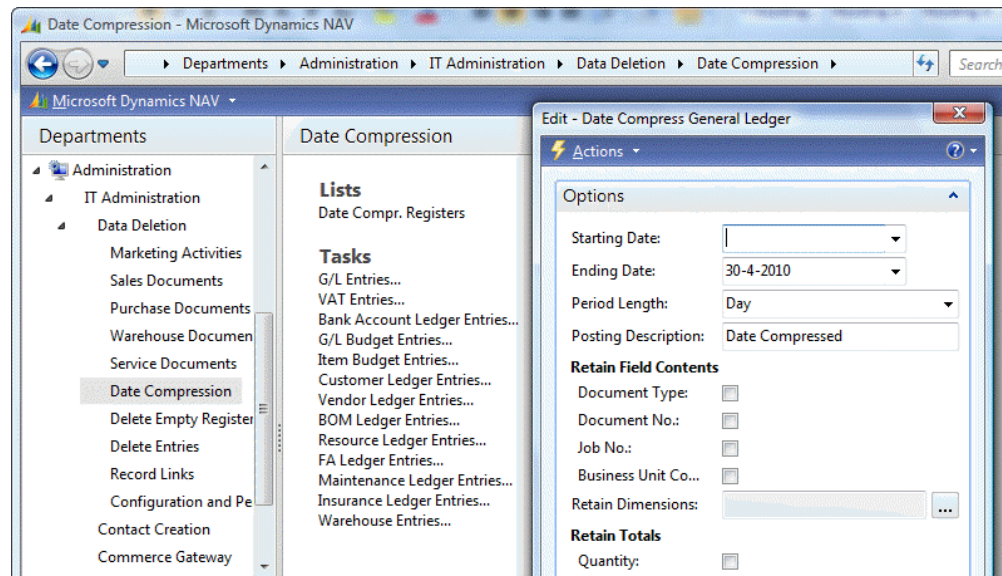 Date Compression - Microsoft Dynamics NAV
Departments Administration IT Administration Data Deletion Date Compression
Search
Microsoft Dynamics NAV
Departments
Administration
IT Administration
Data Deletion
Marketing Activities
Sales Documents
Purchase Documents
Warehouse Documen
Service Documents
Date Compression
Delete Empty Register
Delete Entries
Record Links
Configuration and Pe
Contact Creation
Commerce Gateway
Date Compression
Lists
Date Compr. Registers
Tasks
G/L Entries...
VAT Entries...
Bank Account Ledger Entries...
G/L Budget Entries...
Item Budget Entries...
Customer Ledger Entries...
Vendor Ledger Entries...
BOM Ledger Entries...
Resource Ledger Entries...
FA Ledger Entries...
Maintenance Ledger Entries...
Insurance Ledger Entries...
Warehouse Entries...
Edit - Date Compress General Ledger
Actions
Options
Starting Date:
Ending Date: 30-4-2010
Period Length: Day
Posting Description: Date Compressed
Retain Field Contents
Document Type:
Document No.:
Job No.:
Business Unit Co...
Retain Dimensions: ...
Retain Totals
Quantity: